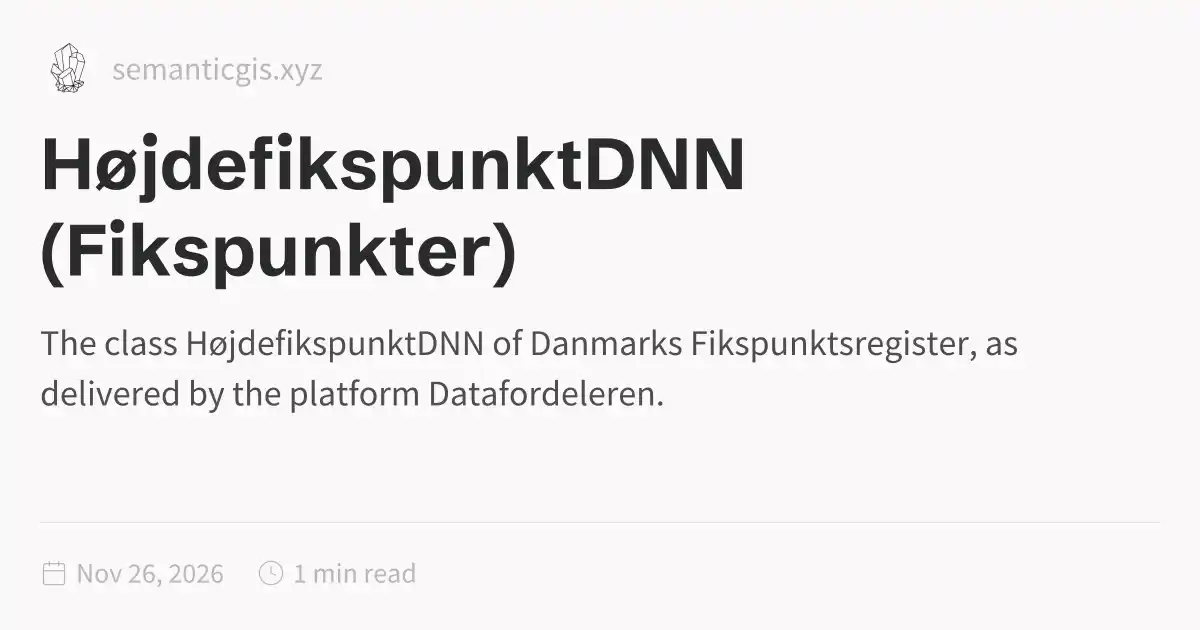 semanticgis.xyz
HøjdefikspunktDNN
(Fikspunkter)
The class HøjdefikspunktDNN of Danmarks Fikspunktsregister, as
delivered by the platform Datafordeleren.
Nov 26, 2026 1 min read